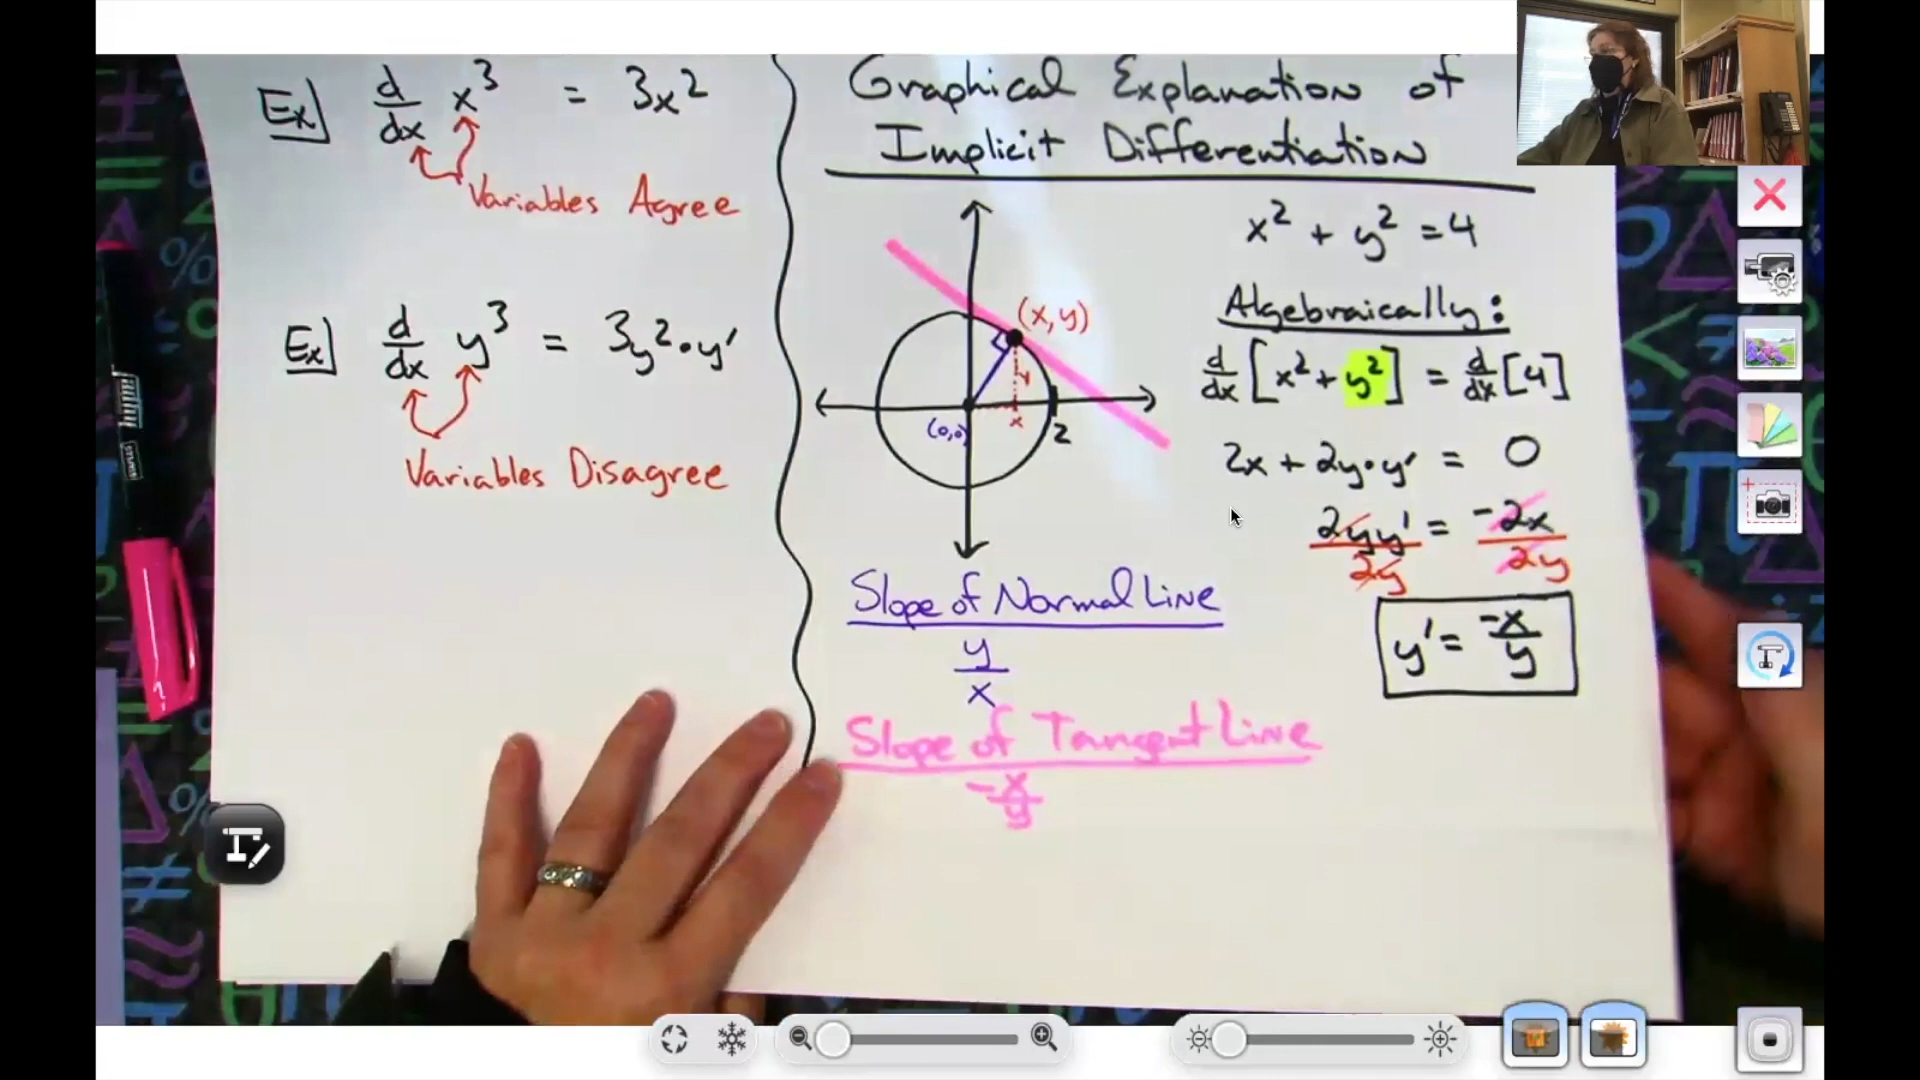 Ex] d/dx x³ = 3x²
Variables Agree
Ex] d/dx y³ = 3y²·y'
Variables Disagree
Graphical Explanation of
Implicit Differentiation
(x,y)
y
x
(0,0)
2
Slope of Normal Line
y/x
Slope of Tangent Line
-x/y
x² + y² = 4
Algebraically:
d/dx [x² + y²] = d/dx [4]
2x + 2y·y' = 0
2yy'/2y = -2x/2y
y' = -x/y